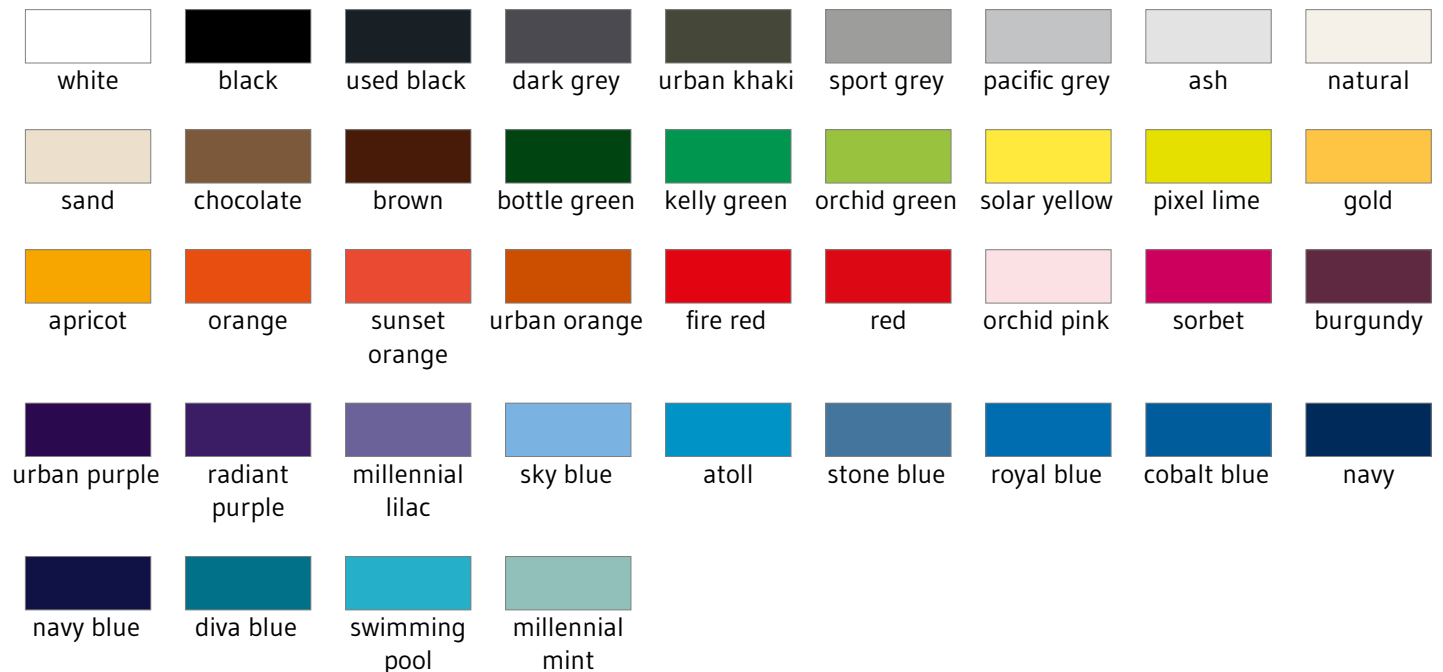 white black used black dark grey urban khaki sport grey pacific grey ash natural
sand chocolate brown bottle green kelly green orchid green solar yellow pixel lime gold
apricot orange sunset urban orange fire red red orchid pink sorbet burgundy
orange
urban purple radiant millennial sky blue atoll stone blue royal blue cobalt blue navy
purple lilac
navy blue diva blue swimming millennial
pool mint